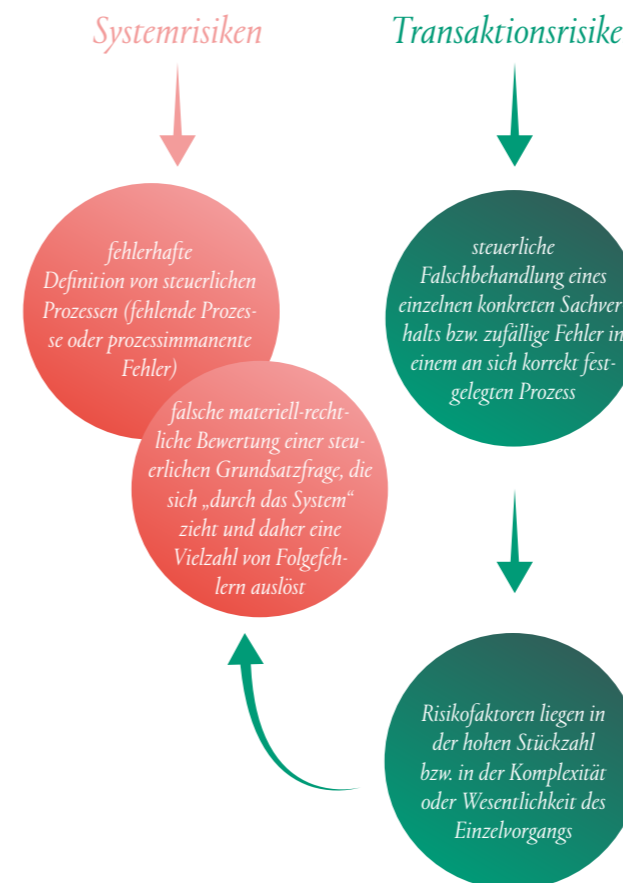 Systemrisiken
Transaktionsrisike
fehlerhafte
Definition von steuerlichen
Prozessen (fehlende Prozes-
se oder prozessimmanente
Fehler)
falsche materiell-recht-
liche Bewertung einer steu-
erlichen Grundsatzfrage, die
sich „durch das System“
zieht und daher eine
Vielzahl von Folgefeh-
lern auslöst
steuerliche
Falschbehandlung eines
einzelnen konkreten Sachver-
halts bzw. zufällige Fehler in
einem an sich korrekt fest-
gelegten Prozess
Risikofaktoren liegen in
der hohen Stückzahl
bzw. in der Komplexität
oder Wesentlichkeit des
Einzelvorgangs